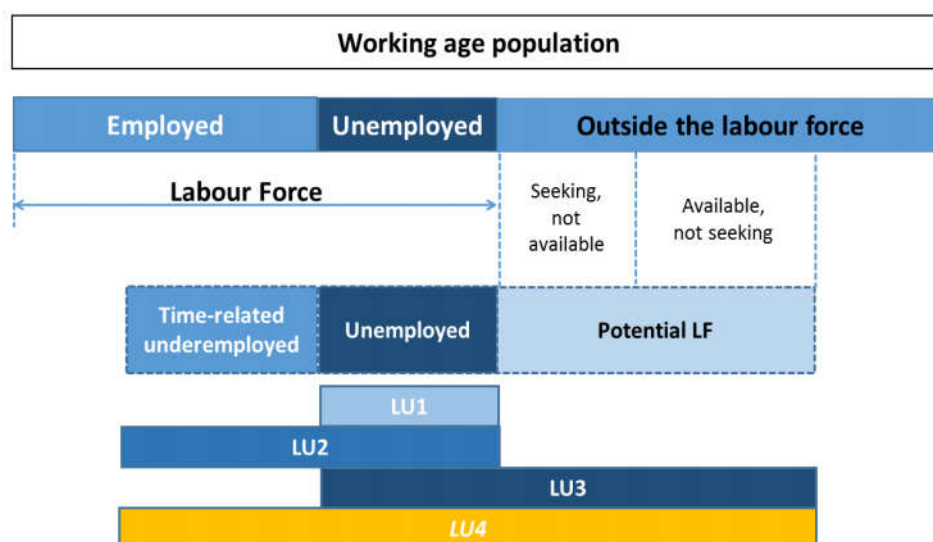 Working age population
Employed
Unemployed
Outside the labour force
Labour Force
Seeking,
not
available
Available,
not seeking
Time-related
underemployed
Unemployed
Potential LF
LU1
LU2
LU3
LU4